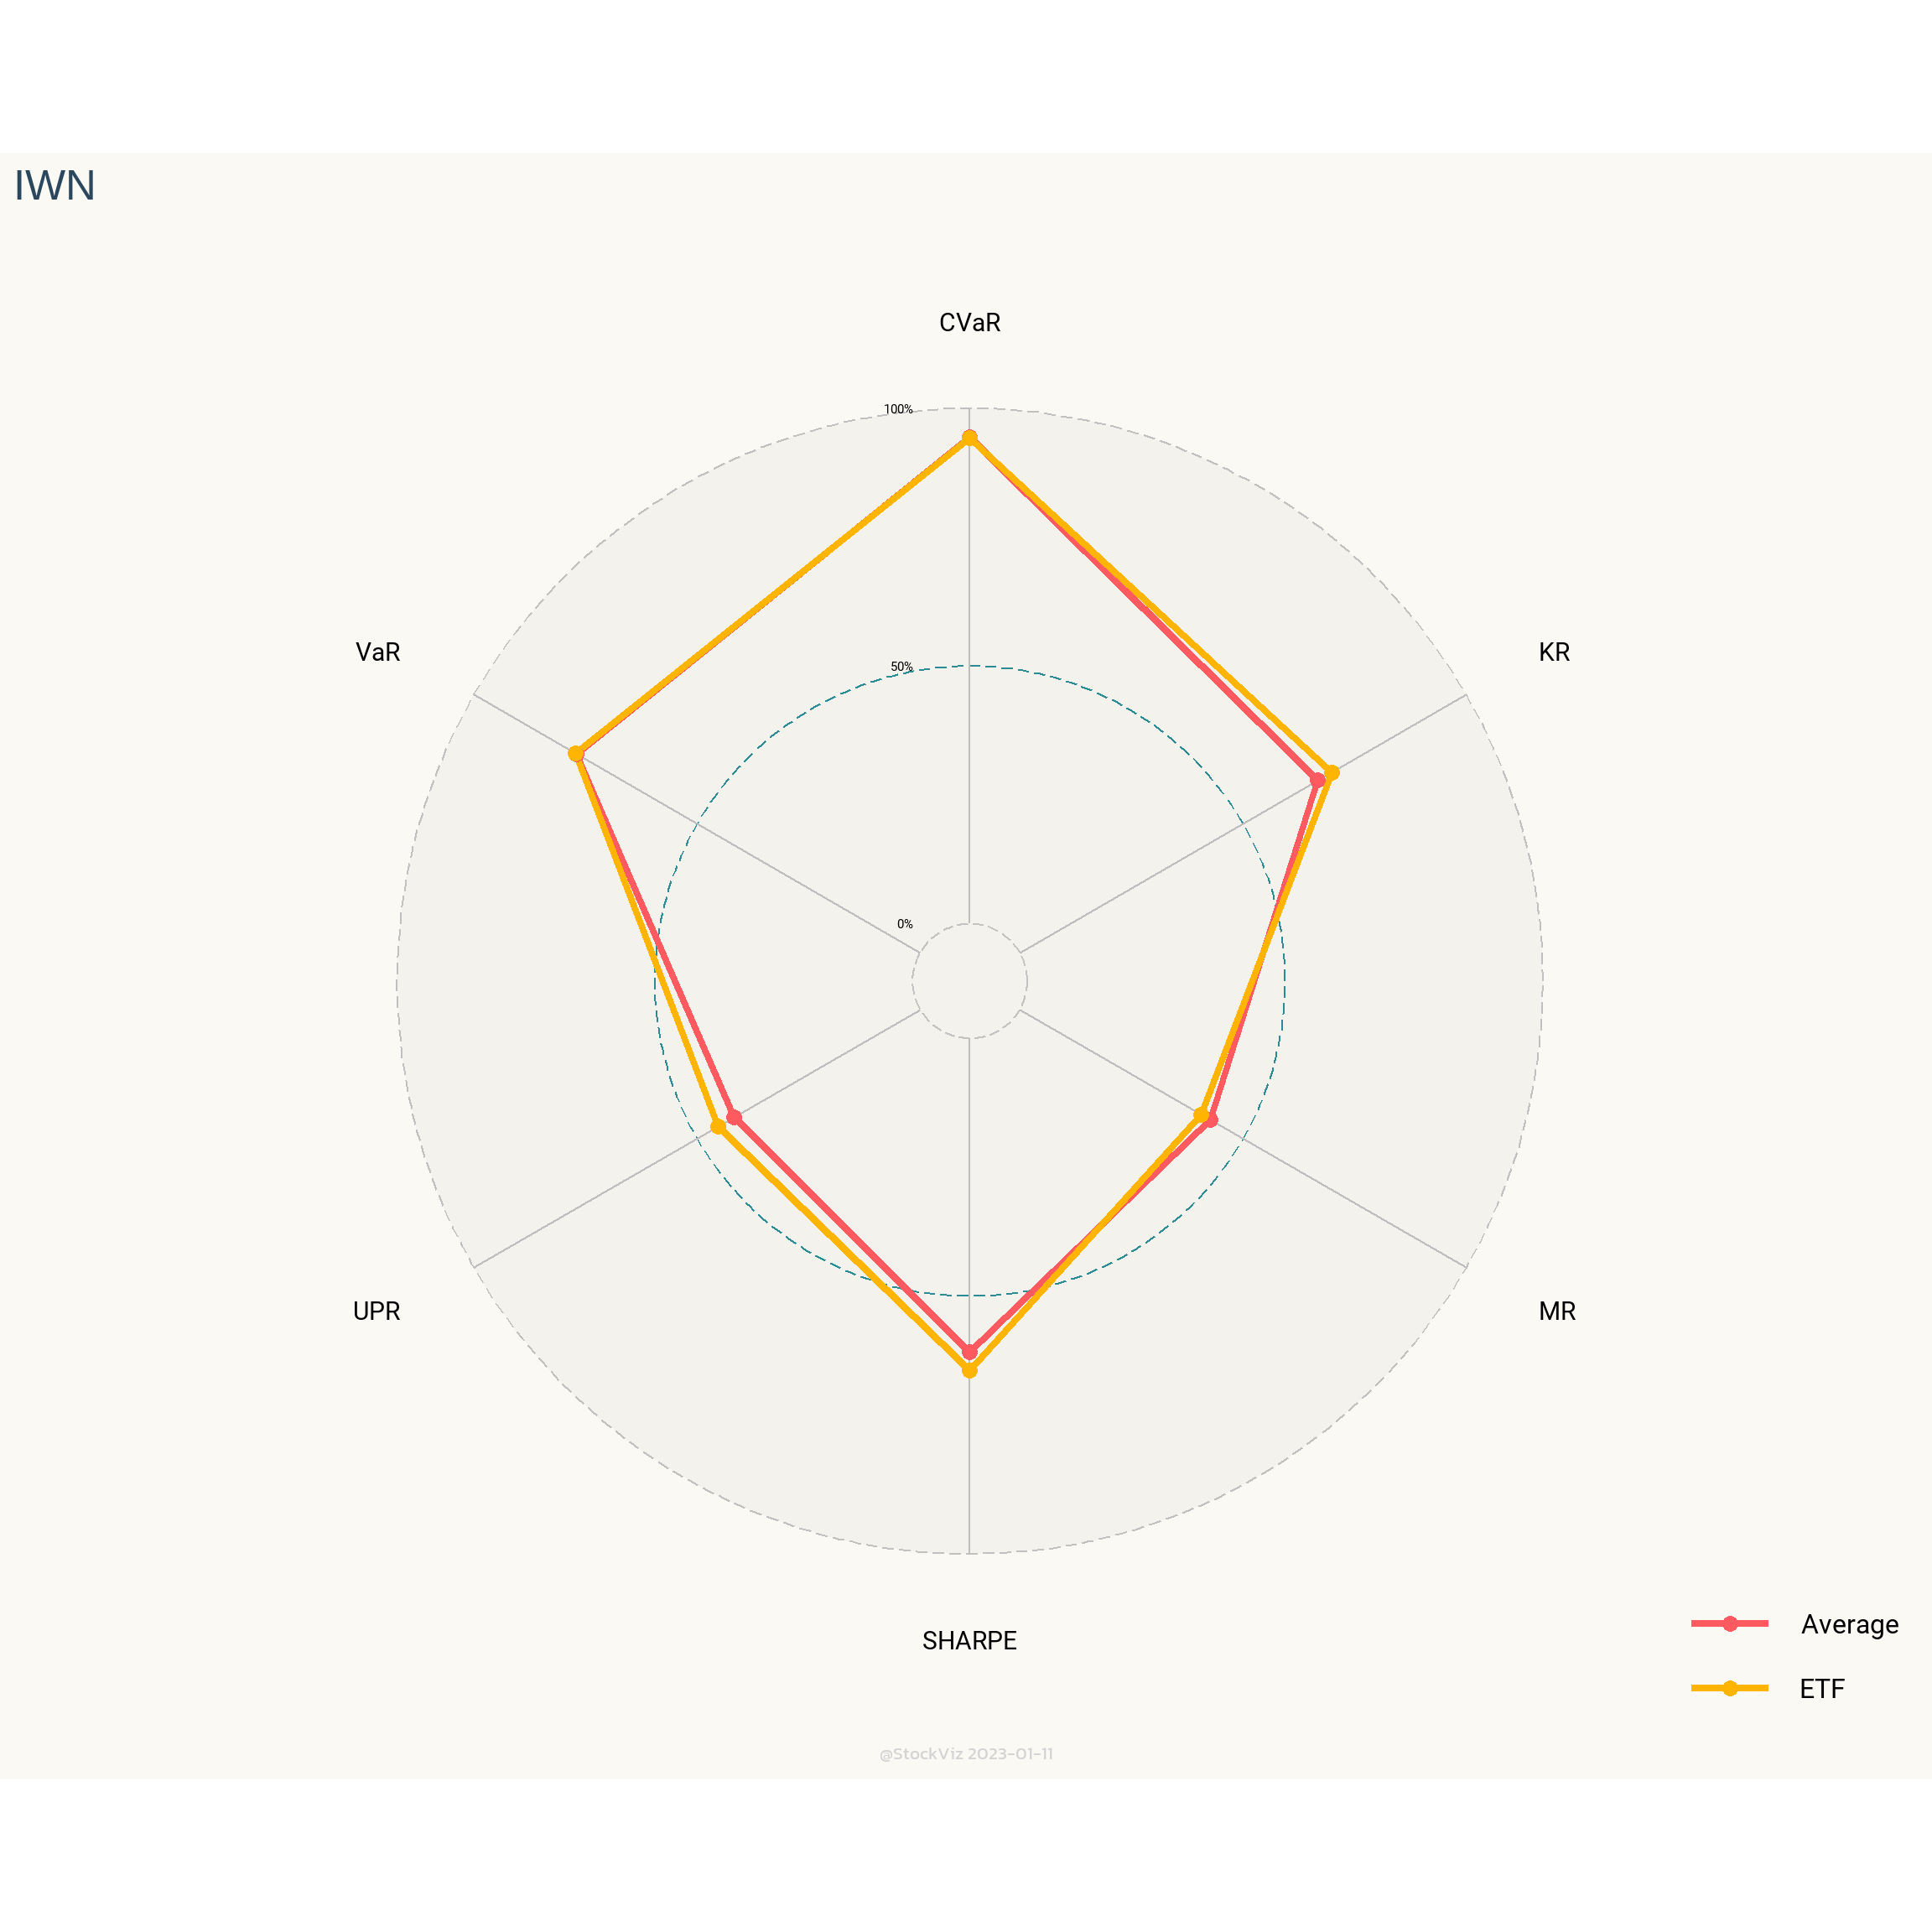 IWN
CVaR
100%
KR
VaR
50%
0%
UPR
MR
SHARPE
Average
ETF
@StockViz 2023-01-11